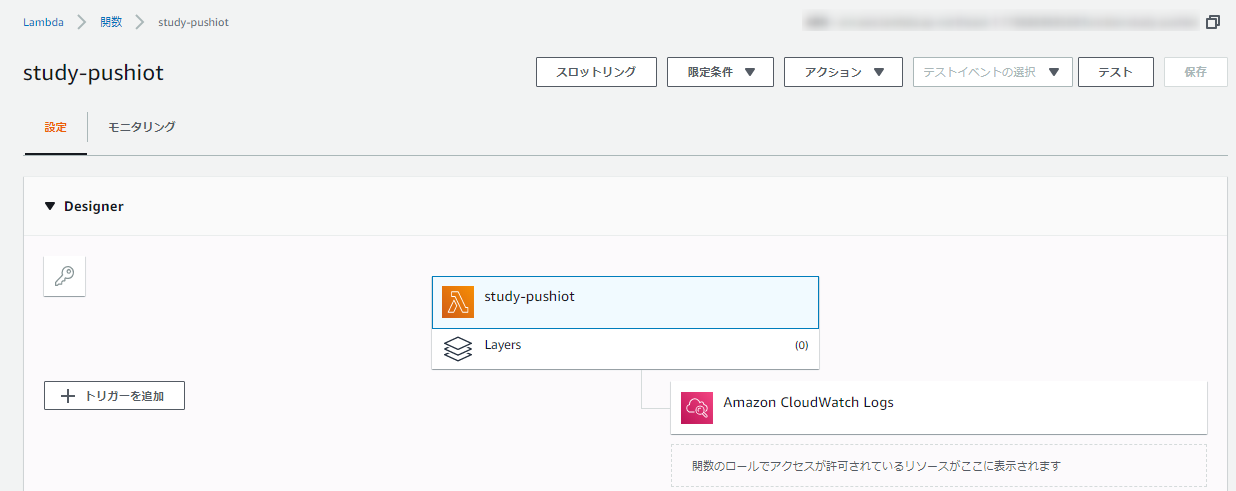 Lambda 関数 study-pushiot
study-pushiot
スロットリング 限定条件 アクション テストイベントの選択 テスト 保存
設定 モニタリング
Designer
study-pushiot
Layers (0)
トリガーを追加
Amazon CloudWatch Logs
関数のロールでアクセスが許可されているリソースがここに表示されます